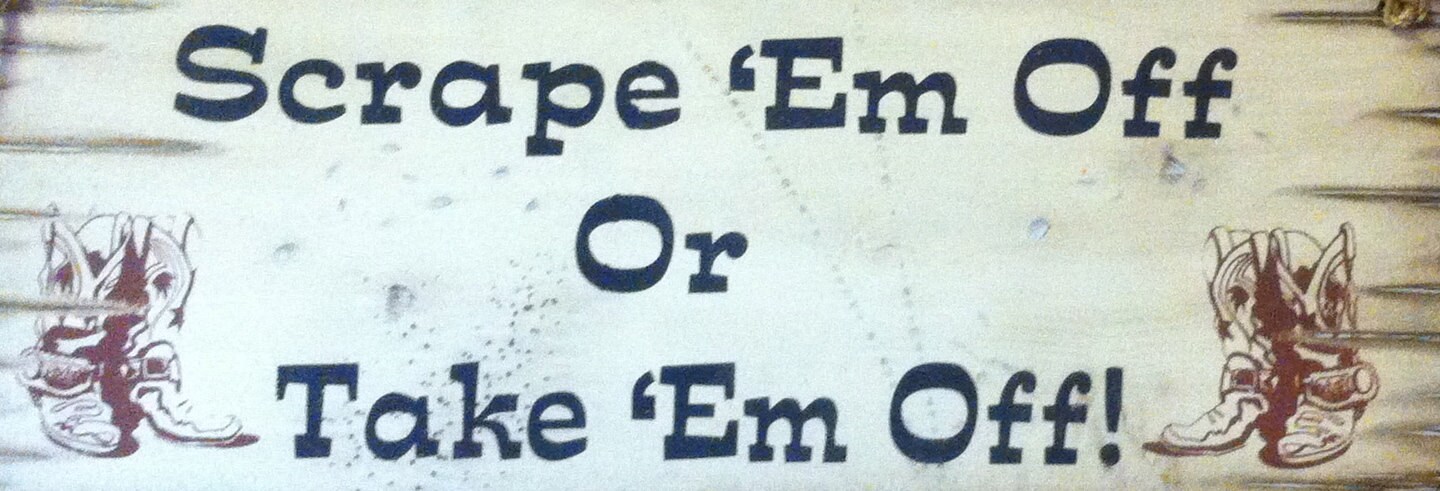 Scrape ‘Em Off
Or
Take ‘Em Off!